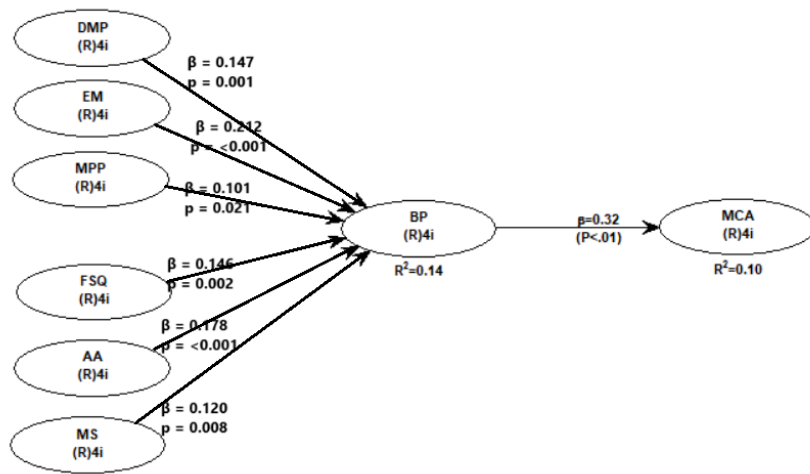 DMP
(R)4i
β = 0.147
p = 0.001
EM
(R)4i
β = 0.212
p = <0.001
MPP
(R)4i
β = 0.101
p = 0.021
BP
(R)4i
R²=0.14
β=0.32
(P<.01)
MCA
(R)4i
R²=0.10
FSQ
(R)4i
β = 0.146
p = 0.002
AA
(R)4i
β = 0.178
p = <0.001
MS
(R)4i
β = 0.120
p = 0.008